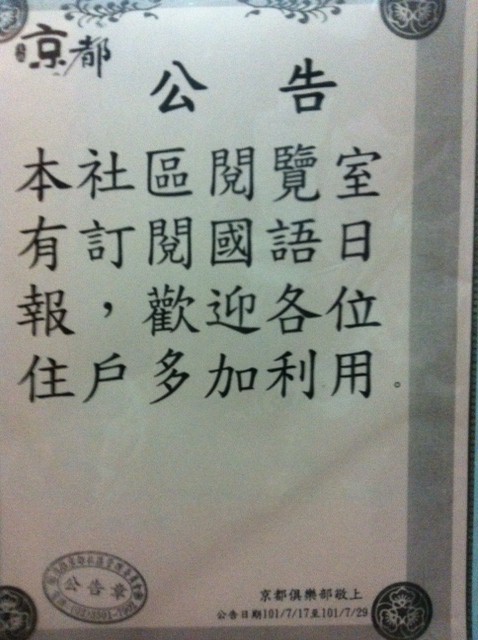 京都
公告
本社區閱覽室
有訂閱國語日
報，歡迎各位
住戶多加利用。
公告章
京都俱樂部敬上
公告日期101/7/17至101/7/29